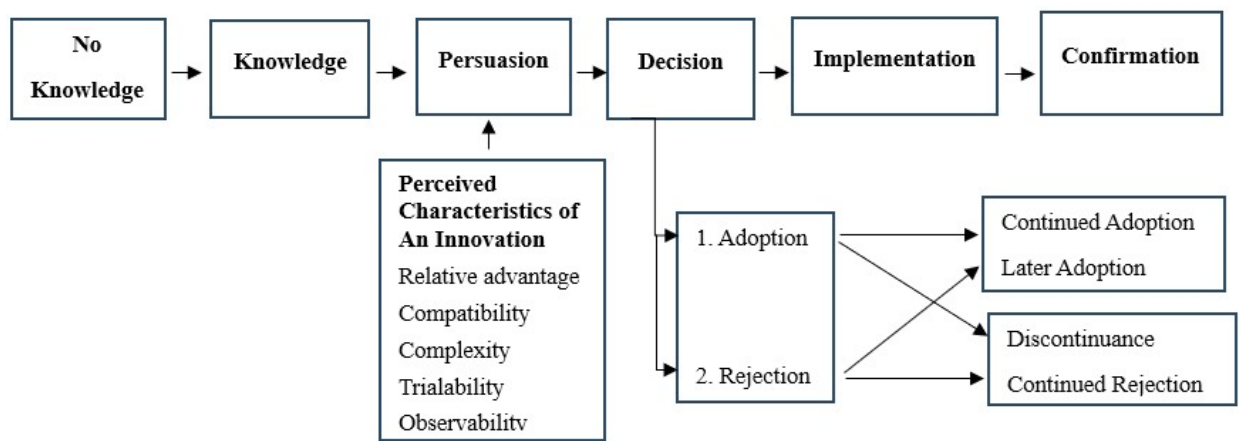 No
Knowledge
Knowledge
Persuasion
Decision
Implementation
Confirmation
Perceived
Characteristics of
An Innovation
Relative advantage
Compatibility
Complexity
Trialability
Observability
1. Adoption
2. Rejection
Continued Adoption
Later Adoption
Discontinuance
Continued Rejection